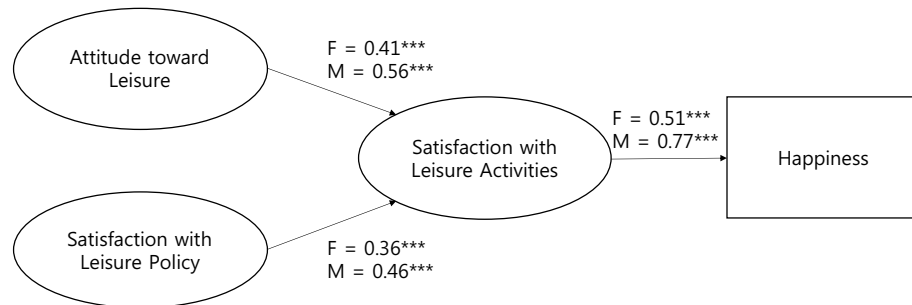 Attitude toward
Leisure
F = 0.41***
M = 0.56***
Satisfaction with
Leisure Activities
F = 0.51***
M = 0.77***
Happiness
Satisfaction with
Leisure Policy
F = 0.36***
M = 0.46***